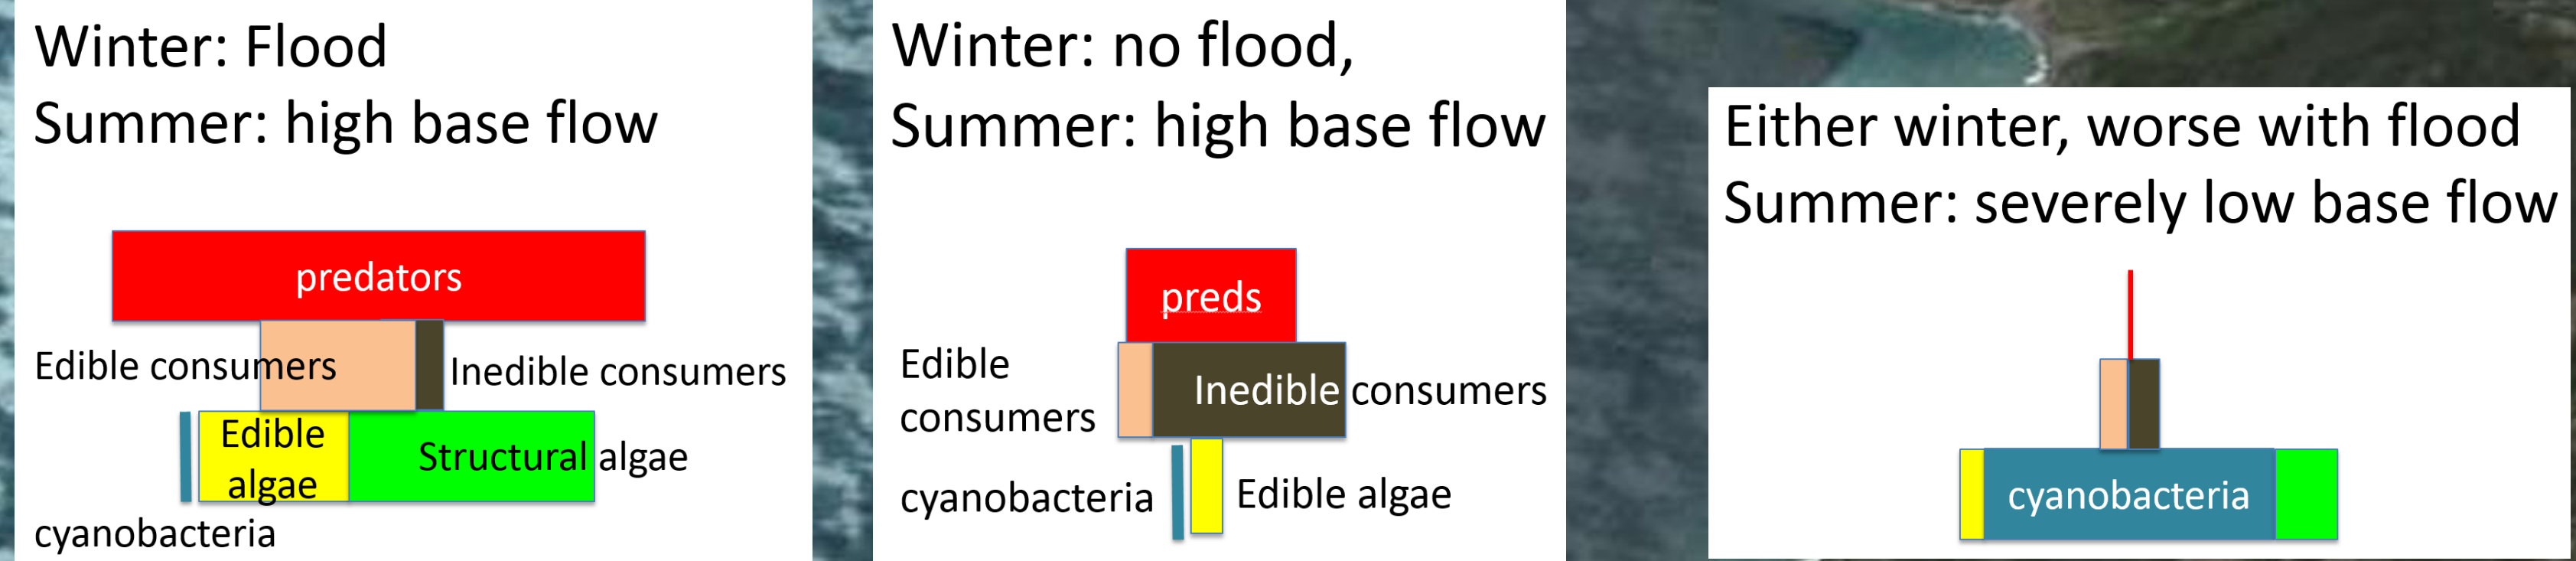 Winter: Flood
Summer: high base flow
predators
Edible consumers
Inedible consumers
Edible
algae
Structural algae
cyanobacteria
Winter: no flood,
Summer: high base flow
preds
Edible
consumers
Inedible consumers
cyanobacteria
Edible algae
Either winter, worse with flood
Summer: severely low base flow
cyanobacteria